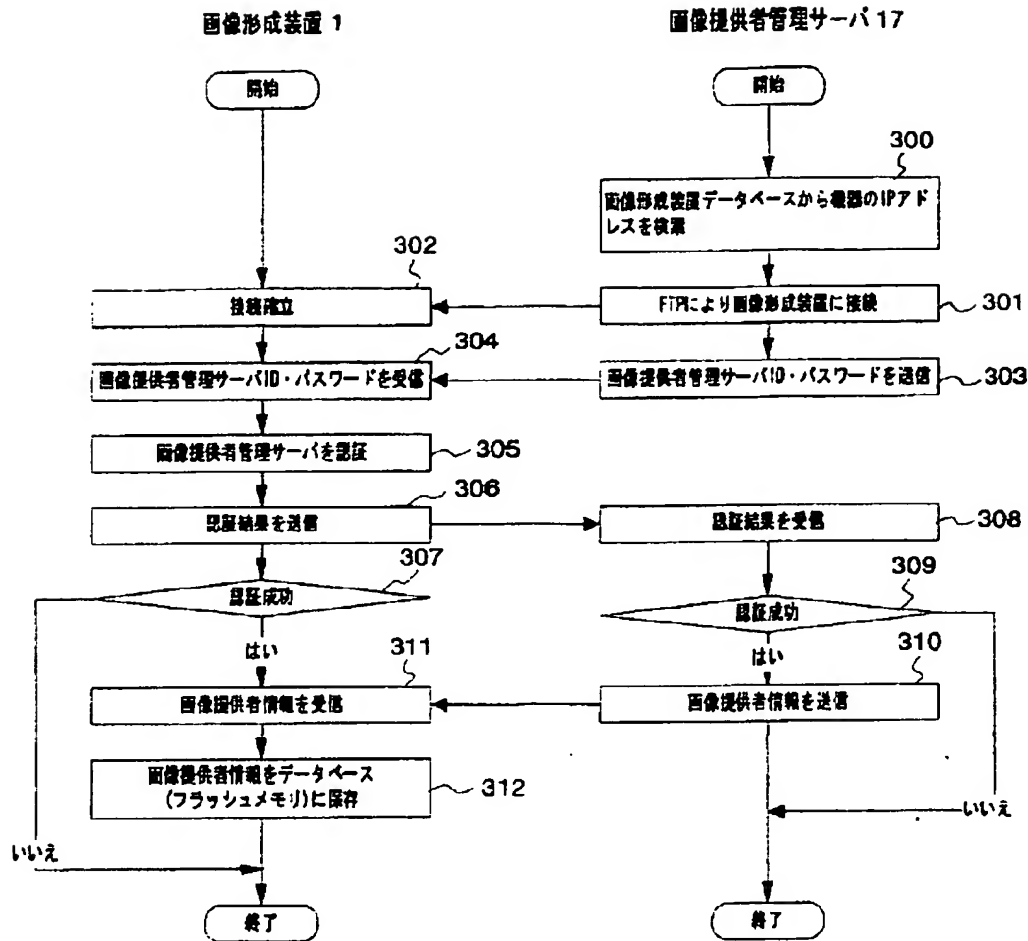 画像形成装置 1
画像提供者管理サーバ 17
開始
開始
300
画像形成装置データベースから機器のIPアド
レスを検索
302
接続確立
FTPにより画像形成装置に接続
301
304
画像提供者管理サーバID・パスワードを受信
画像提供者管理サーバID・パスワードを送信
303
画像提供者管理サーバを認証
305
306
認証結果を送信
認証結果を受信
308
307
認証成功
309
認証成功
はい
はい
311
310
画像提供者情報を受信
画像提供者情報を送信
画像提供者情報をデータベース
(フラッシュメモリ)に保存
312
いいえ
いいえ
終了
終了